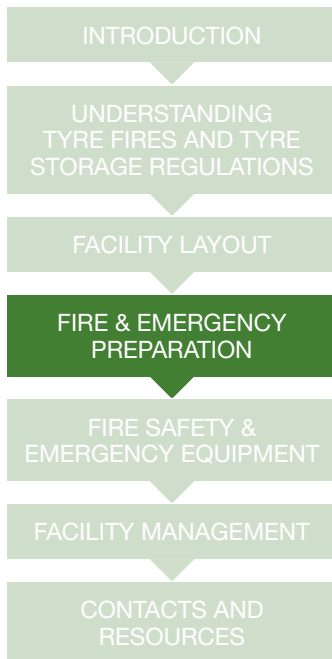 INTRODUCTION
UNDERSTANDING
TYRE FIRES AND TYRE
STORAGE REGULATIONS
FACILITY LAYOUT
FIRE & EMERGENCY
PREPARATION
FIRE SAFETY &
EMERGENCY EQUIPMENT
FACILITY MANAGEMENT
CONTACTS AND
RESOURCES